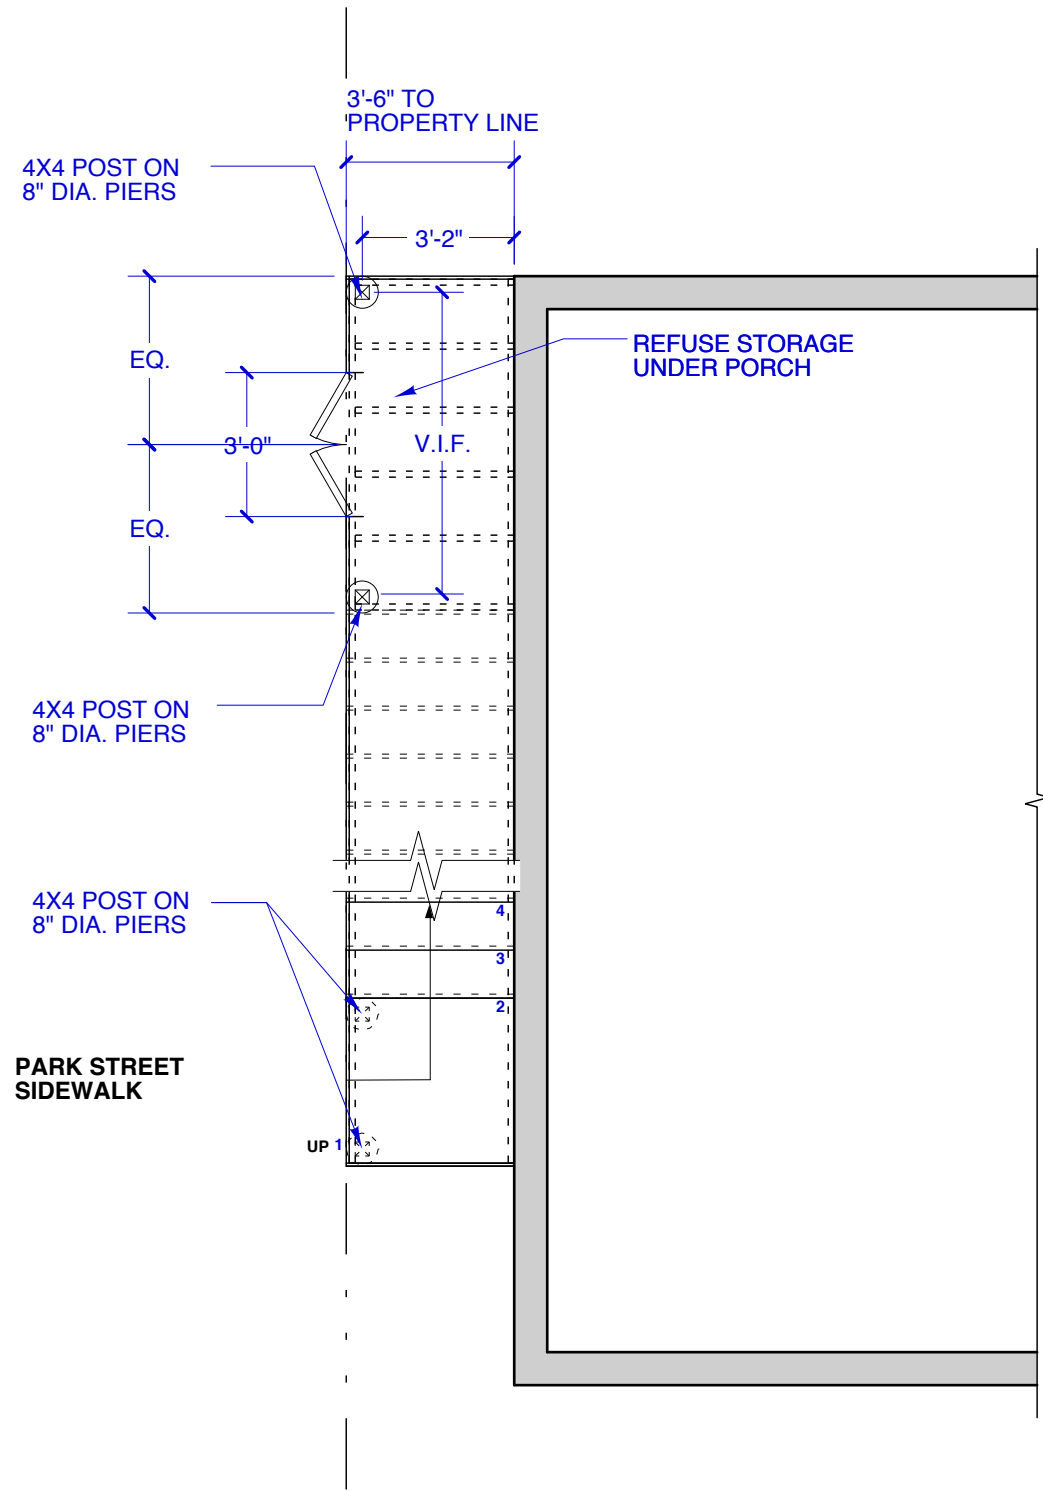 3'-6" TO
PROPERTY LINE
4X4 POST ON
8" DIA. PIERS
3'-2"
EQ.
REFUSE STORAGE
UNDER PORCH
3'-0"
V.I.F.
EQ.
4X4 POST ON
8" DIA. PIERS
4X4 POST ON
8" DIA. PIERS
4
3
2
PARK STREET
SIDEWALK
UP 1